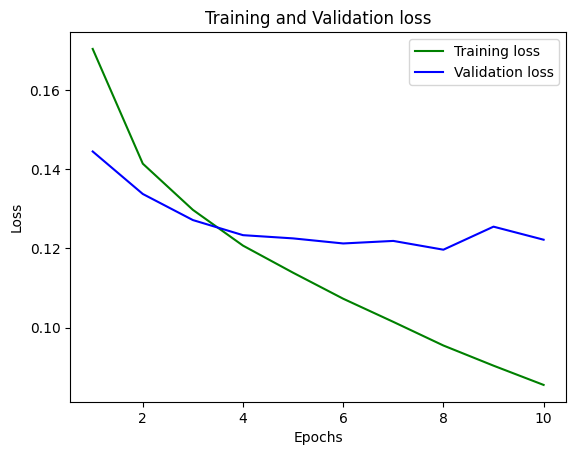 Training and Validation loss
Training loss
Validation loss
0.16
0.14
0.12
0.10
Loss
2
4
6
8
10
Epochs